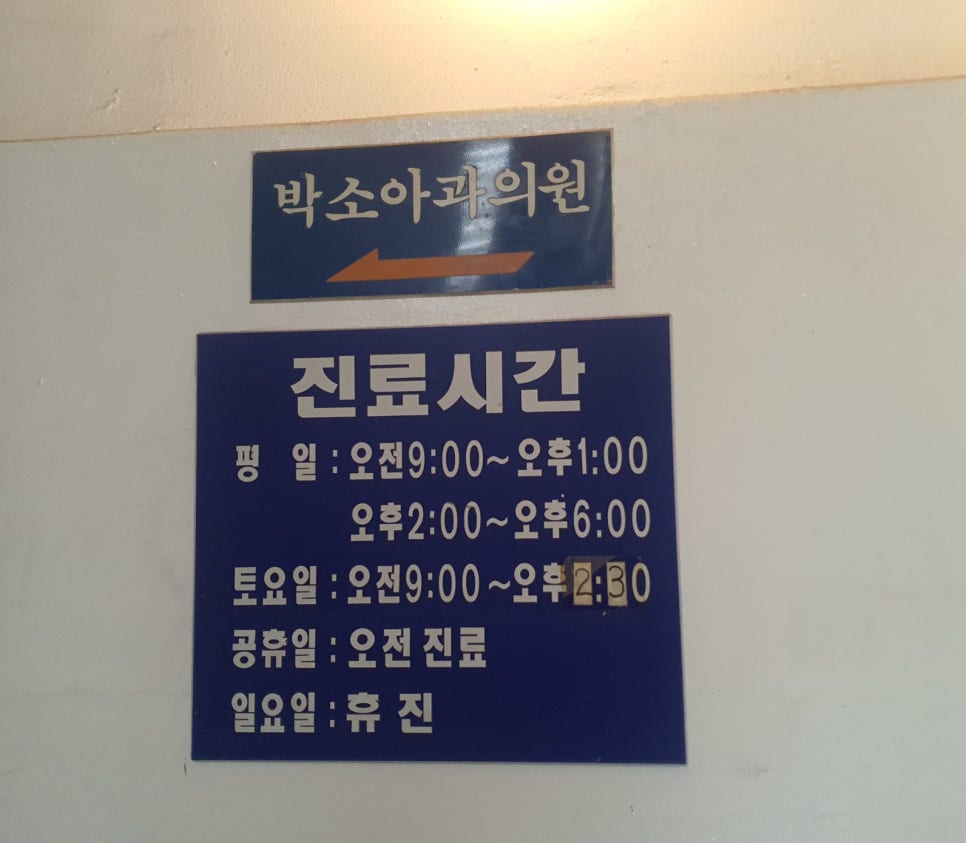 박소아과의원
진료시간
평 일 : 오전9:00~오후1:00
오후2:00~오후6:00
토요일 : 오전9:00~오후2:30
공휴일 : 오전 진료
일요일 : 휴 진